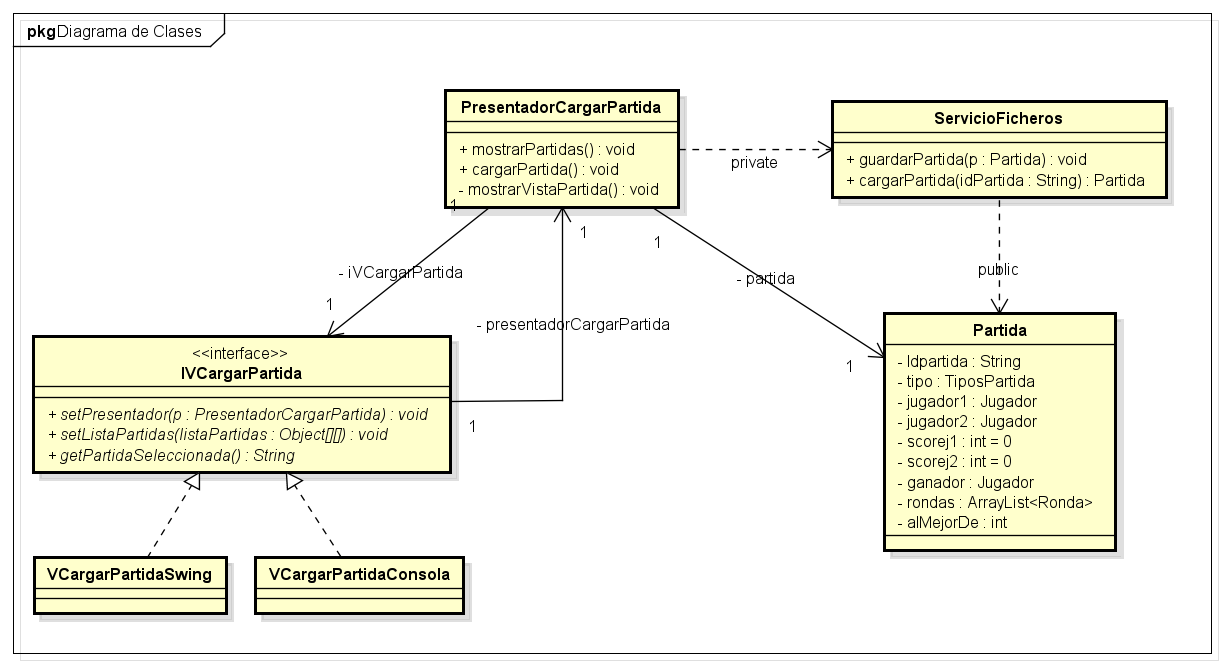 pkg Diagrama de Clases
PresentadorCargarPartida
+ mostrarPartidas() : void
+ cargarPartida() : void
- mostrarVistaPartida() : void
ServicioFicheros
+ guardarPartida(p : Partida) : void
+ cargarPartida(idPartida : String) : Partida
private
1
1
1
- iVCargarPartida
public
- partida
1
- presentadorCargarPartida
Partida
- Idpartida : String
- tipo : TiposPartida
- jugador1 : Jugador
- jugador2 : Jugador
- scorej1 : int = 0
- scorej2 : int = 0
- ganador : Jugador
- rondas : ArrayList<Ronda>
- alMejorDe : int
1
<<interface>>
IVCargarPartida
+ setPresentador(p : PresentadorCargarPartida) : void
+ setListaPartidas(listaPartidas : Object[][]) : void
+ getPartidaSeleccionada() : String
1
VCargarPartidaSwing
VCargarPartidaConsola